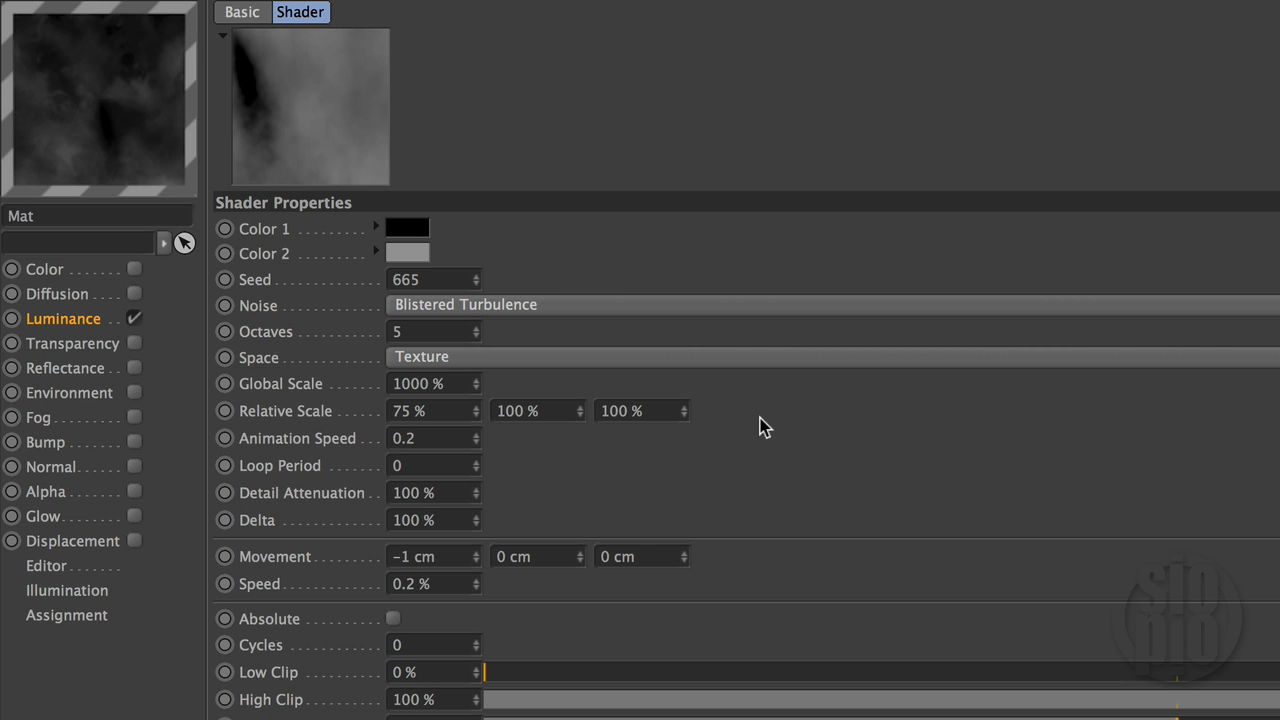 Basic Shader
Shader Properties
Mat
Color 1
Color 2
Seed 665
Noise Blistered Turbulence
Octaves 5
Space Texture
Global Scale 1000 %
Relative Scale 75 % 100 % 100 %
Animation Speed 0.2
Loop Period 0
Detail Attenuation 100 %
Delta 100 %
Movement -1 cm 0 cm 0 cm
Speed 0.2 %
Absolute
Cycles 0
Low Clip 0 %
High Clip 100 %
Color
Diffusion
Luminance
Transparency
Reflectance
Environment
Fog
Bump
Normal
Alpha
Glow
Displacement
Editor
Illumination
Assignment